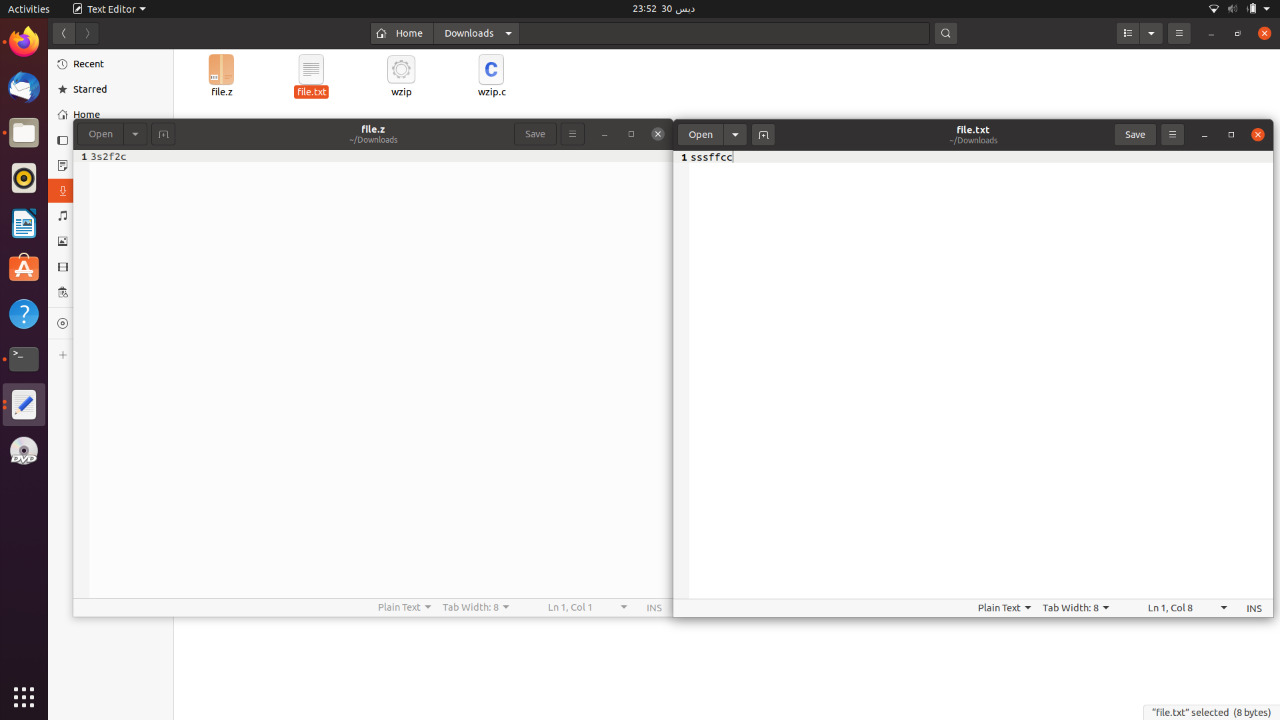 Activities
Text Editor
23:52 30 دیس
Home
Downloads
Recent
Starred
Home
file.z
file.txt
wzip
wzip.c
Open
file.z
~/Downloads
Save
1 3s2f2c
Plain Text
Tab Width: 8
Ln 1, Col 1
INS
Open
file.txt
~/Downloads
Save
1 sssffcc
Plain Text
Tab Width: 8
Ln 1, Col 8
INS
DVD
"file.txt" selected (8 bytes)